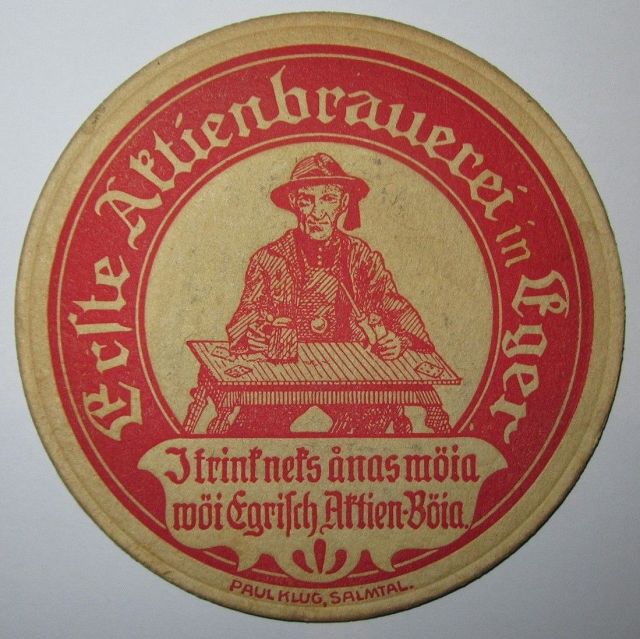 Erste Aktienbrauerei in Eger
I trink neks ånas möia
wöi Egrisch Aktien-Böia.
PAUL KLUG, SALMTAL.